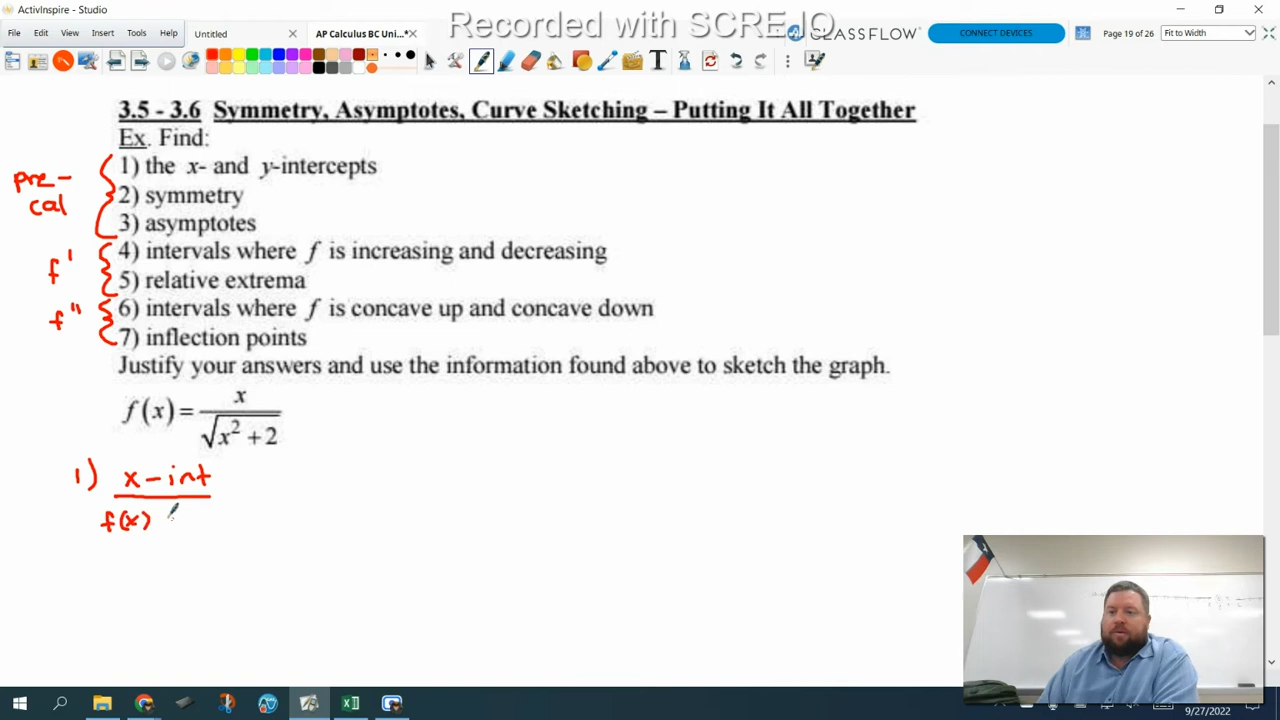 ActivInspire - Studio
Recorded with SCRE.IO
File Edit View Insert Tools Help
Untitled
AP Calculus BC Uni...*
CLASSFLOW
CONNECT DEVICES
Page 19 of 26
Fit to Width
3.5 - 3.6 Symmetry, Asymptotes, Curve Sketching – Putting It All Together
Ex. Find:
1) the x- and y-intercepts
2) symmetry
3) asymptotes
pre-
cal
4) intervals where f is increasing and decreasing
5) relative extrema
f'
6) intervals where f is concave up and concave down
7) inflection points
f"
Justify your answers and use the information found above to sketch the graph.
f(x) = x / √(x² + 2)
1) x-int
f(x)
9/27/2022